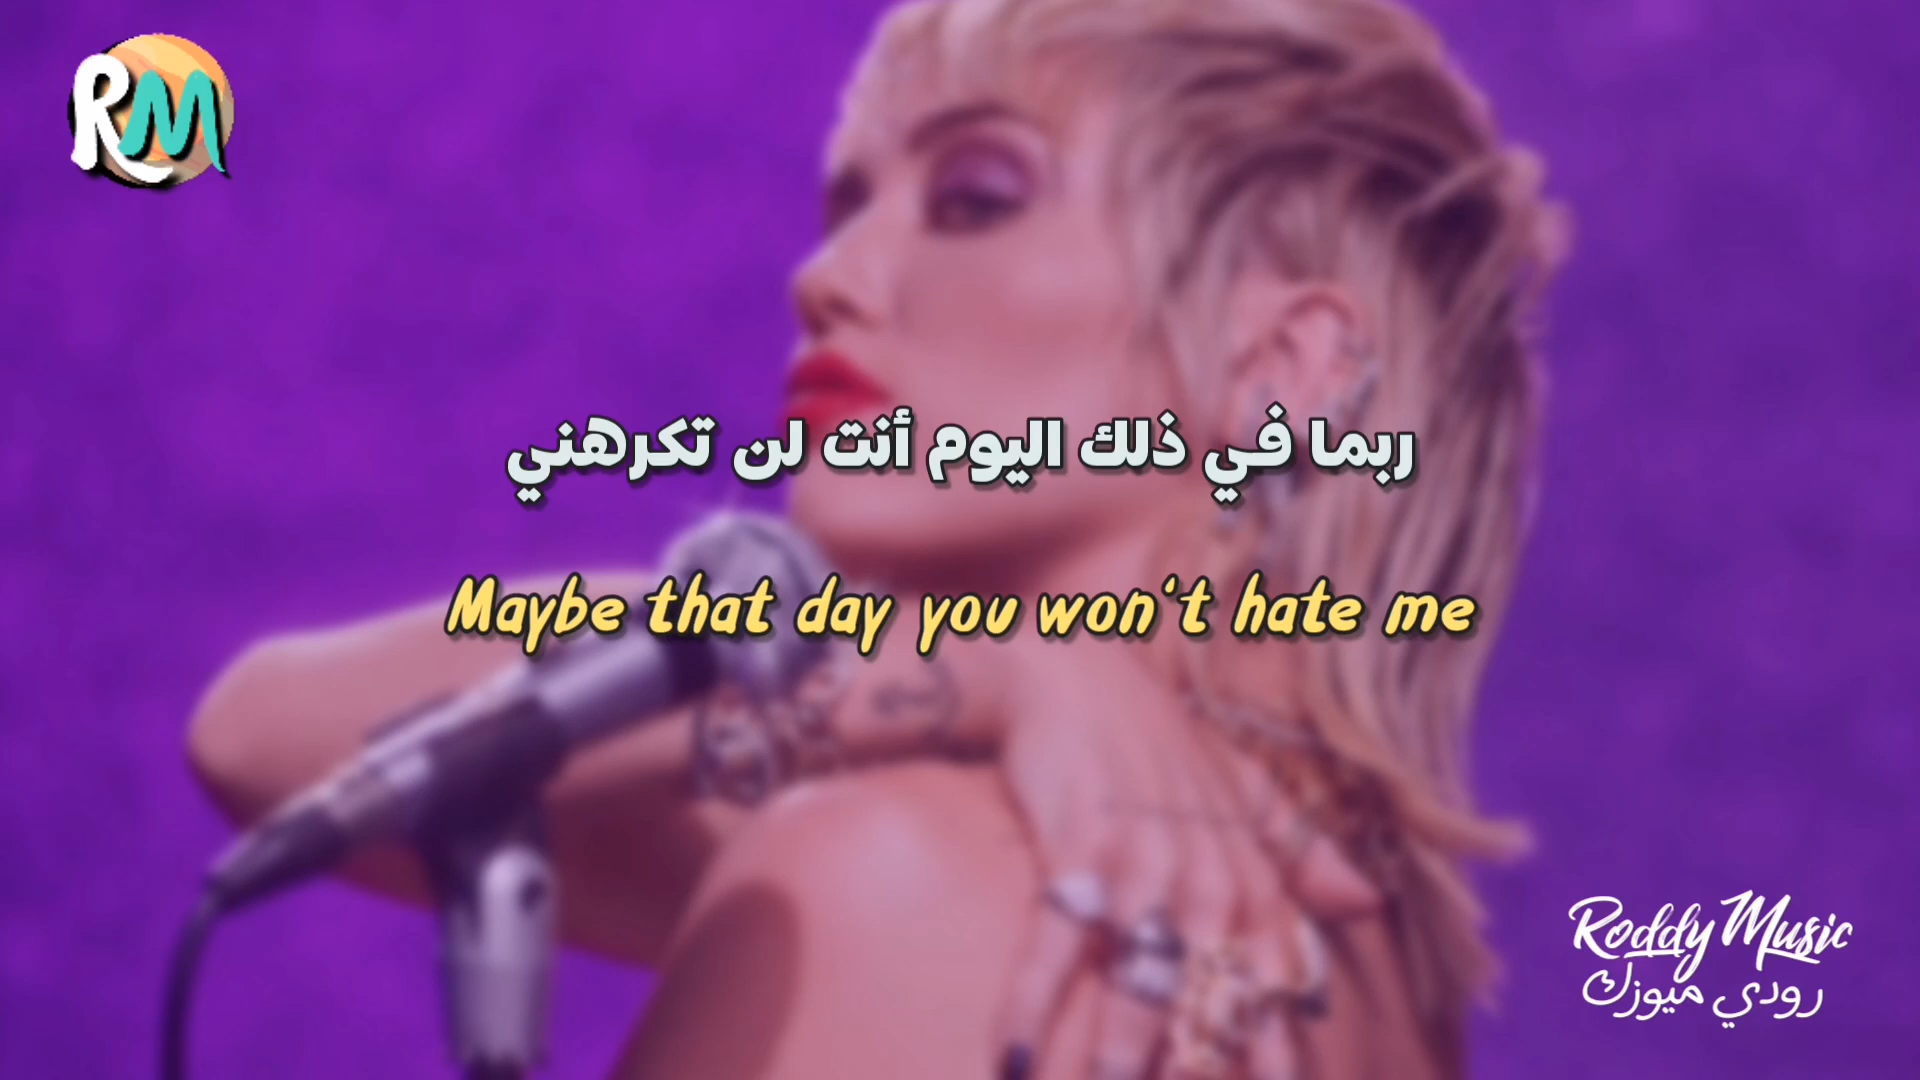 RM
ربما في ذلك اليوم أنت لن تكرهني
Maybe that day you won't hate me
Roddy Music
رودي ميوزك